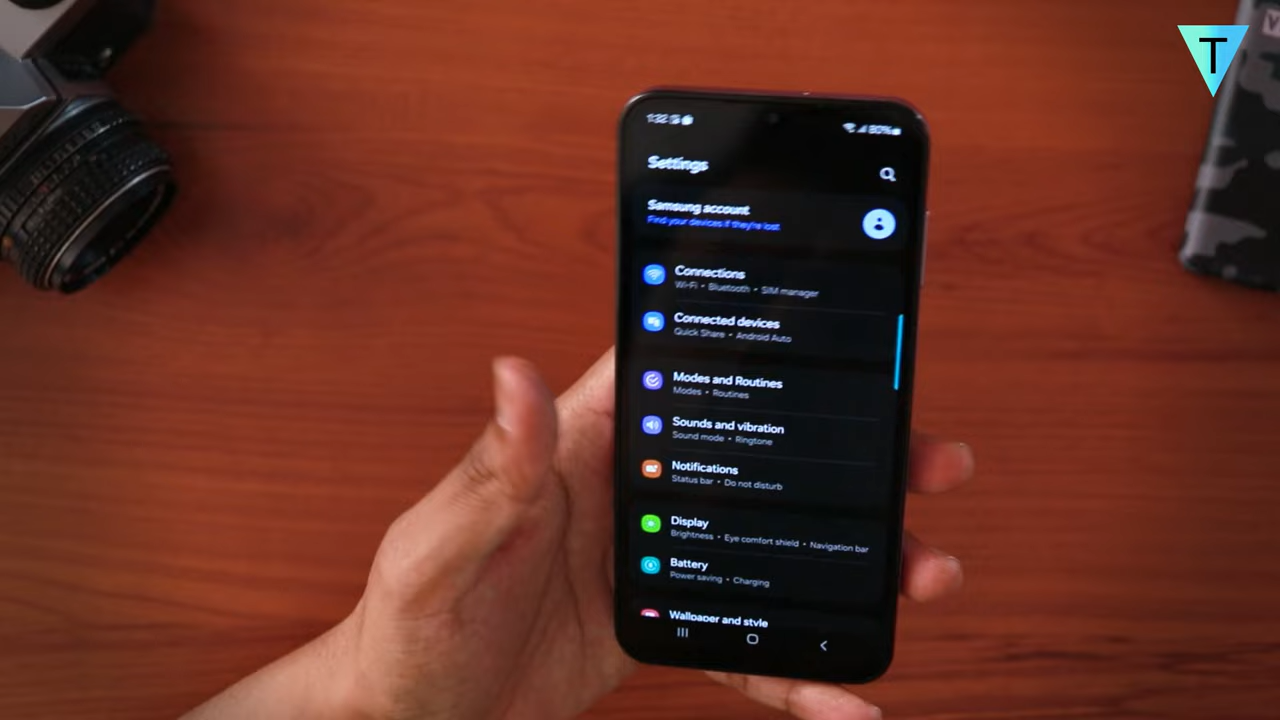 T
1:32
80%
Settings
Samsung account
Find your devices if they're lost
Connections
Wi-Fi • Bluetooth • SIM manager
Connected devices
Quick Share • Android Auto
Modes and Routines
Modes • Routines
Sounds and vibration
Sound mode • Ringtone
Notifications
Status bar • Do not disturb
Display
Brightness • Eye comfort shield • Navigation bar
Battery
Power saving • Charging
Wallpaper and style